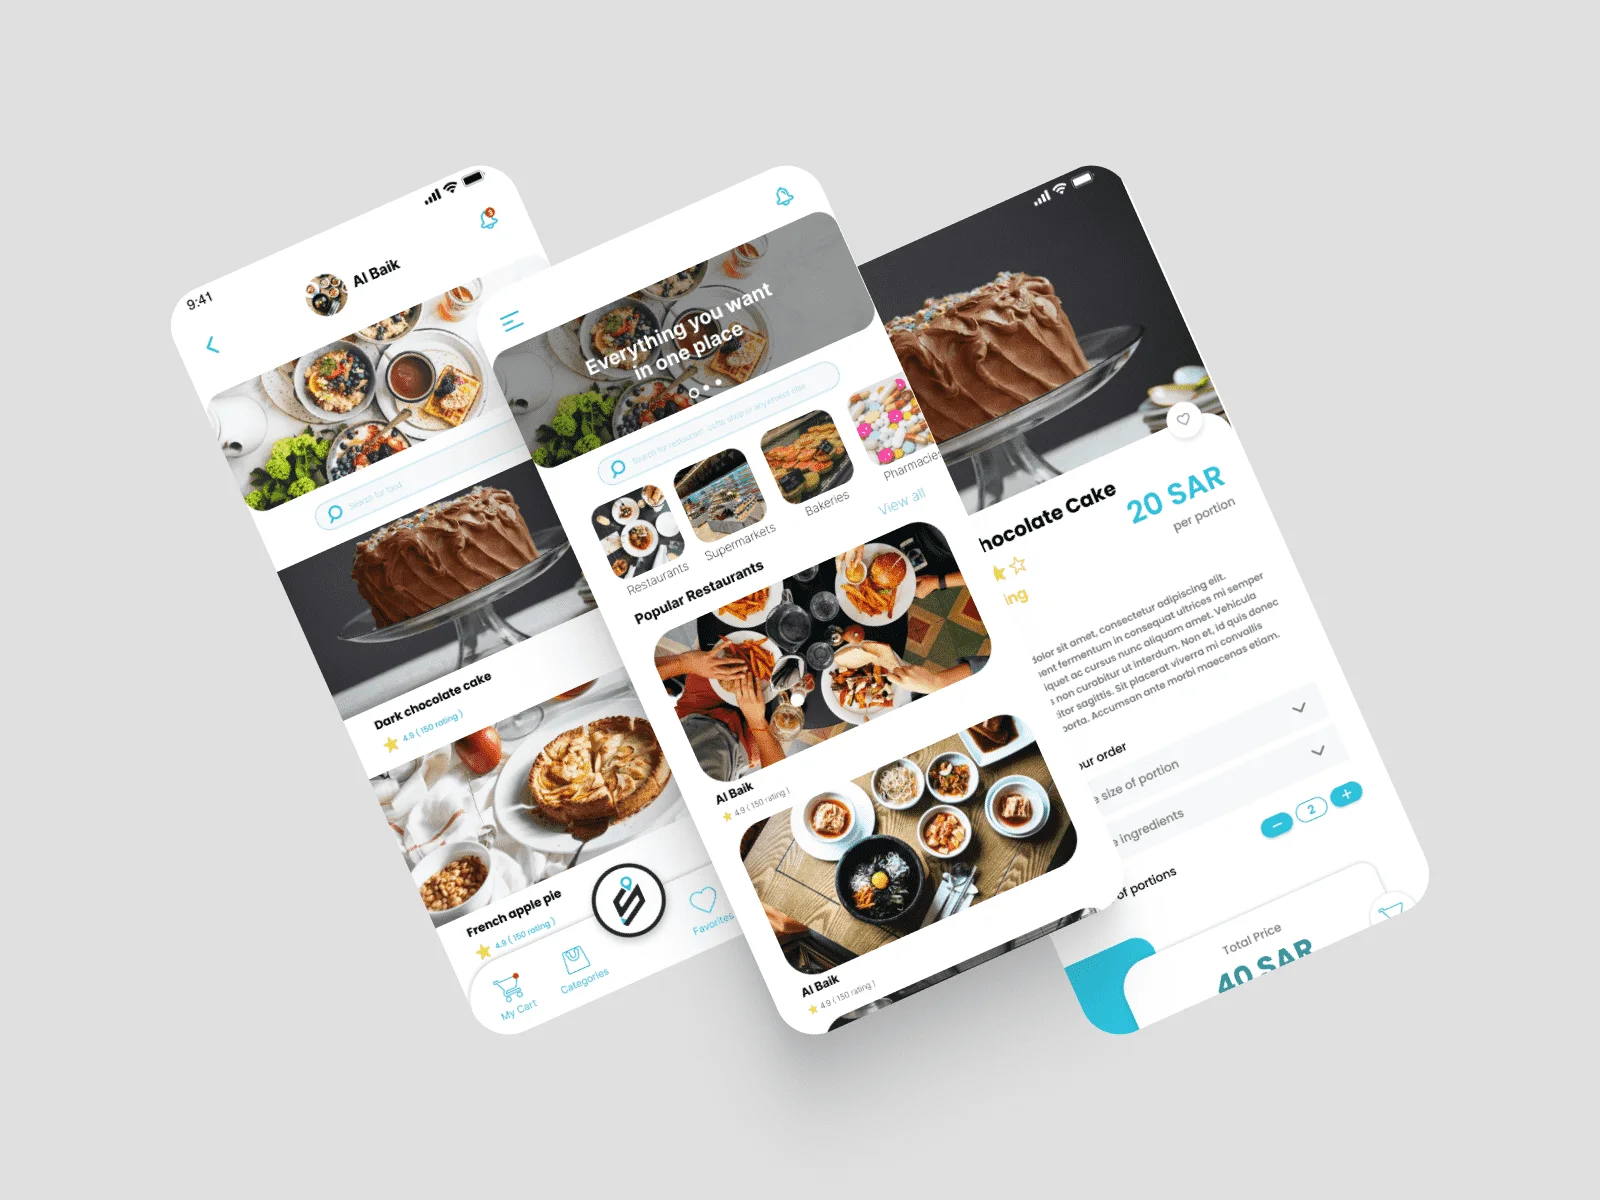 9:41
Al Baik
Search for food
Dark chocolate cake
4.9 ( 150 rating )
French apple pie
4.9 ( 150 rating )
My Cart
Categories
Favorites
Everything you want
in one place
Search for restaurant, coffe shop or anywhere else
Restaurants
Supermarkets
Bakeries
Pharmacies
View all
Popular Restaurants
Al Baik
4.9 ( 150 rating )
Al Baik
4.9 ( 150 rating )
hocolate Cake
20 SAR
per portion
ing
dolor sit amet, consectetur adipiscing elit.
ent fermentum in consequat ultrices mi semper
iquet ac cursus nunc aliquam amet. Vehicula
s non curabitur ut interdum. Non et, id quis donec
itor sagittis. Sit placerat viverra mi convallis
porta. Accumsan ante morbi maecenas etiam.
our order
e size of portion
e ingredients
2
of portions
Total Price
40 SAR